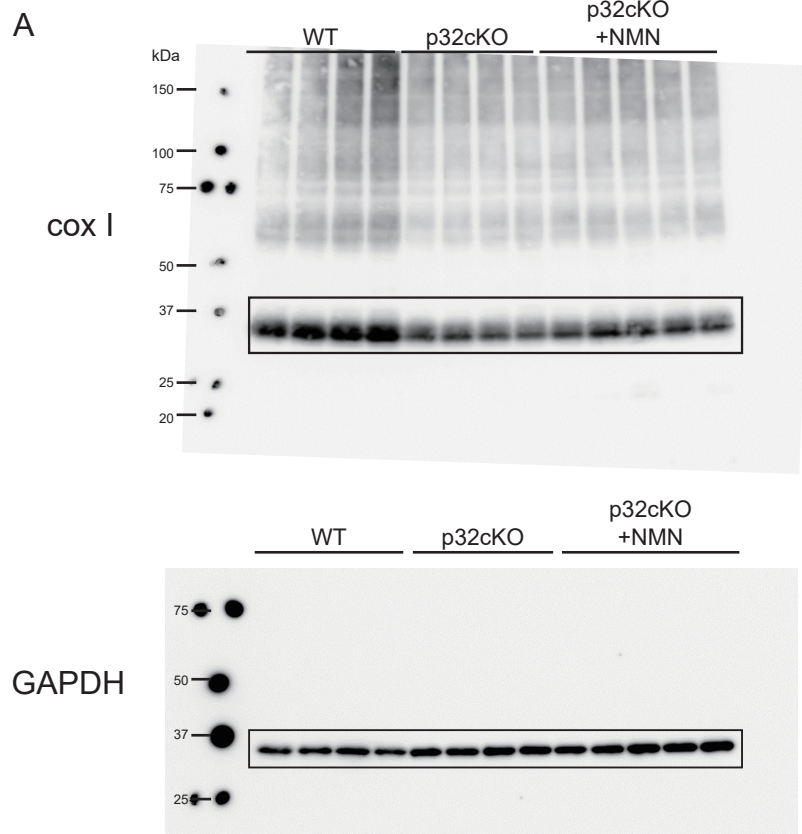 A
WT
p32cKO
p32cKO
+NMN
kDa
150
100
75
50
37
25
20
cox I
WT
p32cKO
p32cKO
+NMN
75
50
37
25
GAPDH